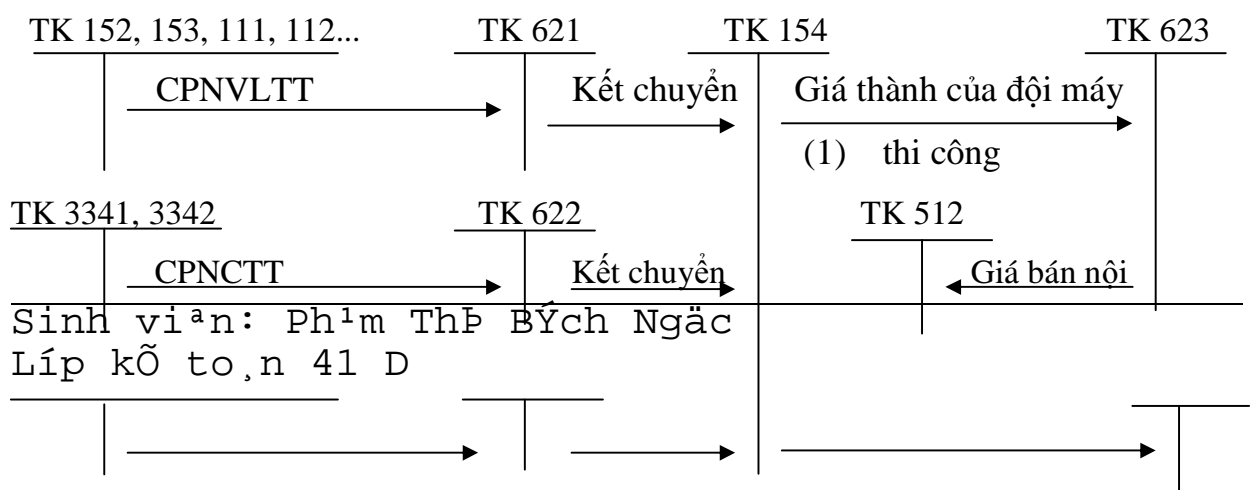 TK 152, 153, 111, 112... TK 621 TK 154 TK 623
CPNVLTT Kết chuyển Giá thành của đội máy
(1) thi công
TK 3341, 3342 TK 622 TK 512
CPNCTT Kết chuyển Giá bán nội
Sinh viªn: Ph¹m ThÞ BÝch Ngäc
Líp kÕ to¸n 41 D